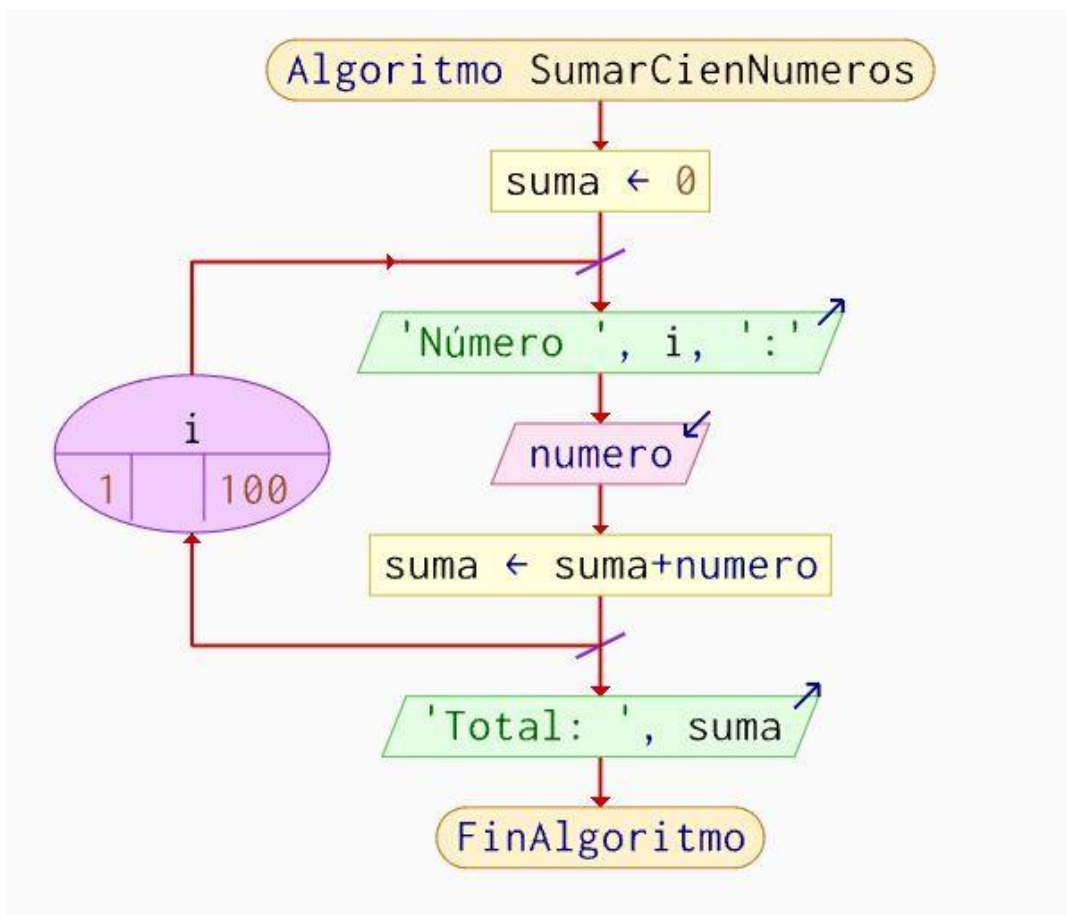 Algoritmo SumarCienNumeros
suma ← 0
'Número ', i, ':'
i
1 100
numero
suma ← suma+numero
'Total: ', suma
FinAlgoritmo